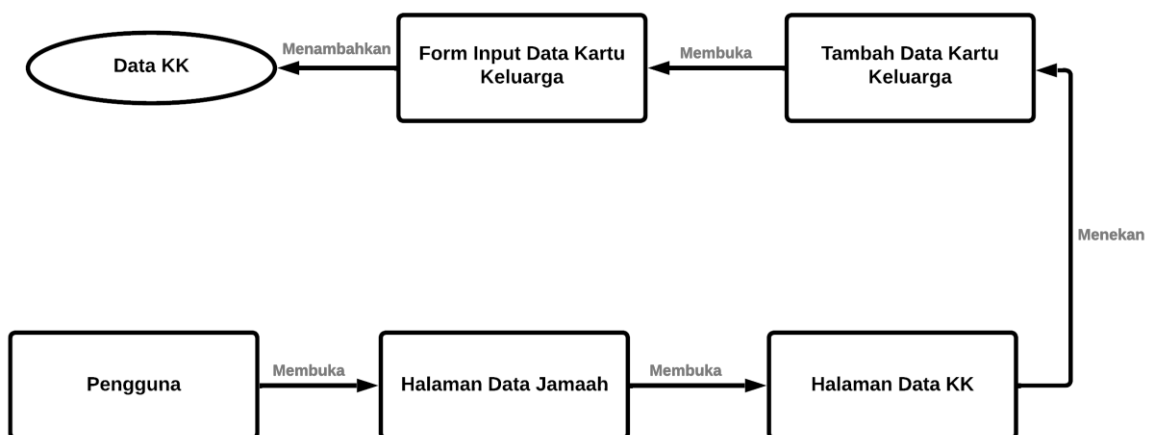 Data KK
Menambahkan
Form Input Data Kartu
Keluarga
Membuka
Tambah Data Kartu
Keluarga
Menekan
Pengguna
Membuka
Halaman Data Jamaah
Membuka
Halaman Data KK